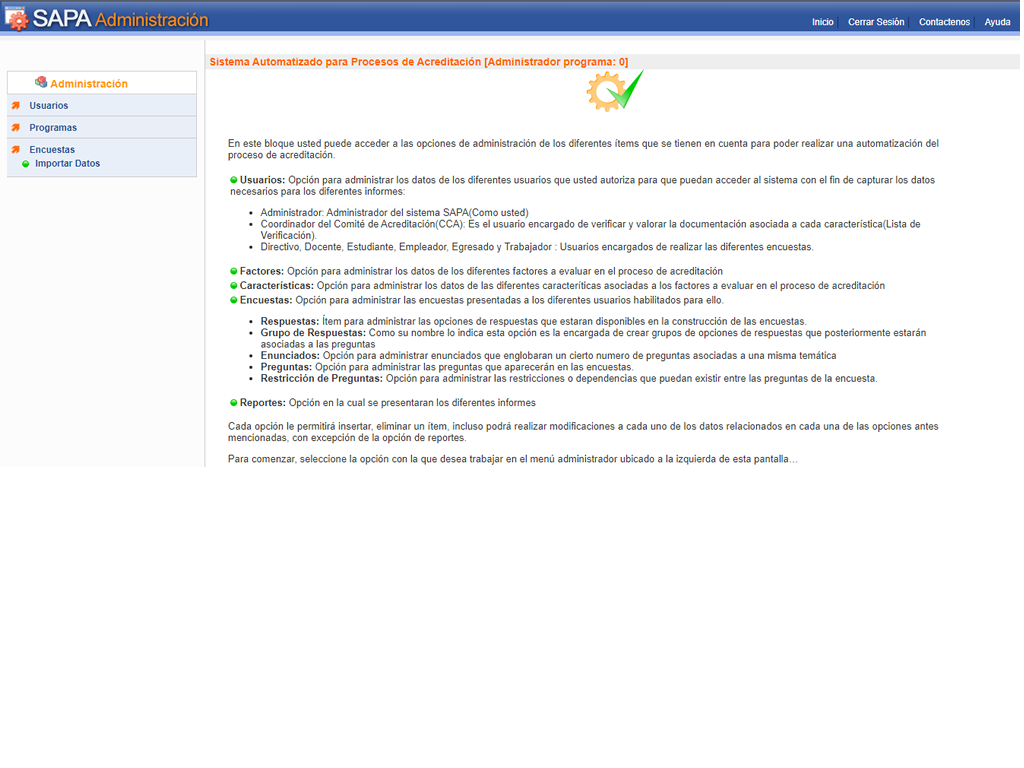 SAPA Administración
Inicio
Cerrar Sesión
Contactenos
Ayuda
Administración
Usuarios
Programas
Encuestas
Importar Datos
Sistema Automatizado para Procesos de Acreditación [Administrador programa: 0]
En este bloque usted puede acceder a las opciones de administración de los diferentes ítems que se tienen en cuenta para poder realizar una automatización del
proceso de acreditación.
Usuarios: Opción para administrar los datos de los diferentes usuarios que usted autoriza para que puedan acceder al sistema con el fin de capturar los datos
necesarios para los diferentes informes:
• Administrador: Administrador del sistema SAPA(Como usted)
• Coordinador del Comité de Acreditación(CCA): Es el usuario encargado de verificar y valorar la documentación asociada a cada característica(Lista de
Verificación).
• Directivo, Docente, Estudiante, Empleador, Egresado y Trabajador : Usuarios encargados de realizar las diferentes encuestas.
Factores: Opción para administrar los datos de los diferentes factores a evaluar en el proceso de acreditación
Características: Opción para administrar los datos de las diferentes caracteríticas asociadas a los factores a evaluar en el proceso de acreditación
Encuestas: Opción para administrar las encuestas presentadas a los diferentes usuarios habilitados para ello.
• Respuestas: Ítem para administrar las opciones de respuestas que estaran disponibles en la construcción de las encuestas.
• Grupo de Respuestas: Como su nombre lo indica esta opción es la encargada de crear grupos de opciones de respuestas que posteriormente estarán
asociadas a las preguntas
• Enunciados: Opción para administrar enunciados que englobaran un cierto numero de preguntas asociadas a una misma temática
• Preguntas: Opción para administrar las preguntas que aparecerán en las encuestas.
• Restricción de Preguntas: Opción para administrar las restricciones o dependencias que puedan existir entre las preguntas de la encuesta.
Reportes: Opción en la cual se presentaran los diferentes informes
Cada opción le permitirá insertar, eliminar un ítem, incluso podrá realizar modificaciones a cada uno de los datos relacionados en cada una de las opciones antes
mencionadas, con excepción de la opción de reportes.
Para comenzar, seleccione la opción con la que desea trabajar en el menú administrador ubicado a la izquierda de esta pantalla...